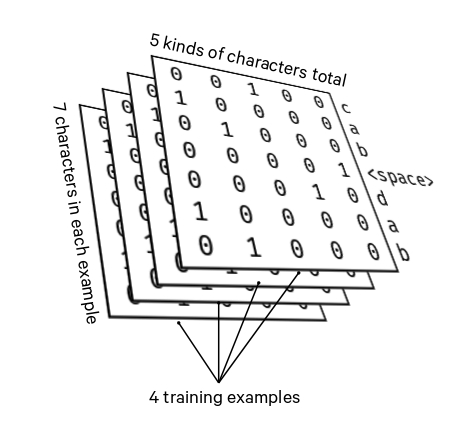 5 kinds of characters total
7 characters in each example
0 0 1 0 0 c
1 0 0 0 0 a
0 1 0 0 0 b
0 0 0 0 1 <space>
0 0 0 1 0 d
1 0 0 0 0 a
0 1 0 0 0 b
4 training examples